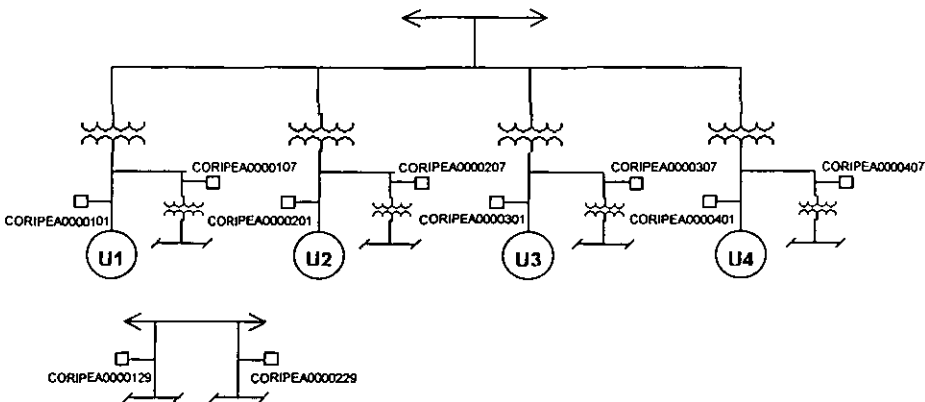 CORIPEA0000107
CORIPEA0000207
CORIPEA0000307
CORIPEA0000407
CORIPEA0000101
CORIPEA0000201
CORIPEA0000301
CORIPEA0000401
U1
U2
U3
U4
CORIPEA0000129
CORIPEA0000229